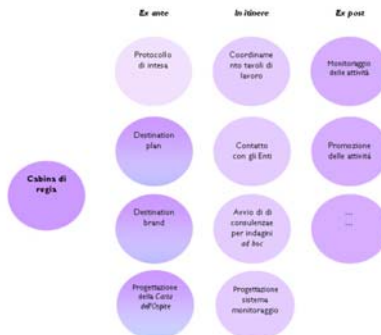 Ex ante
In itinere
Ex post
Protocollo
di intesa
Coordiname
nto tavoli di
lavoro
Monitoraggio
delle attività
Destination
plan
Contatto
con gli Enti
Promozione
delle attività
Cabina di
regia
Destination
brand
Avvio di di
consulenze
per indagini
ad hoc
...
...
Progettazione
della Carta
dell'Ospite
Progettazione
sistema
monitoraggio